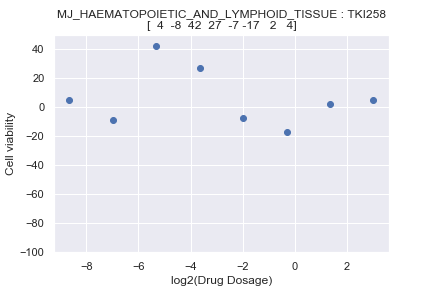 MJ_HAEMATOPOIETIC_AND_LYMPHOID_TISSUE : TKI258
[ 4 -8 42 27 -7 -17 2 4]
40
20
0
−20
−40
−60
−80
−100
Cell viability
−8 −6 −4 −2 0 2
log2(Drug Dosage)